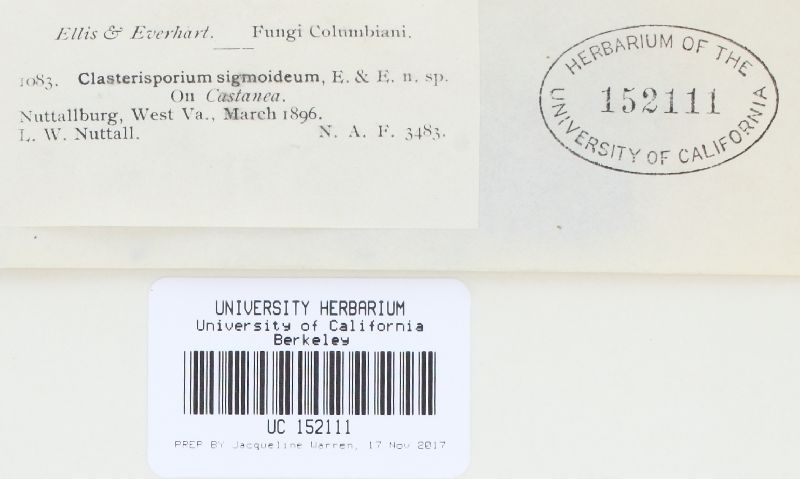 Ellis & Everhart. Fungi Columbiani.
1083. Clasterisporium sigmoideum, E. & E. n. sp.
On Castanea.
Nuttallburg, West Va., March 1896.
L. W. Nuttall. N. A. F. 3483.
HERBARIUM OF THE
152111
UNIVERSITY OF CALIFORNIA
UNIVERSITY HERBARIUM
University of California
Berkeley
UC 152111
PREP BY Jacqueline Warren, 17 Nov 2017